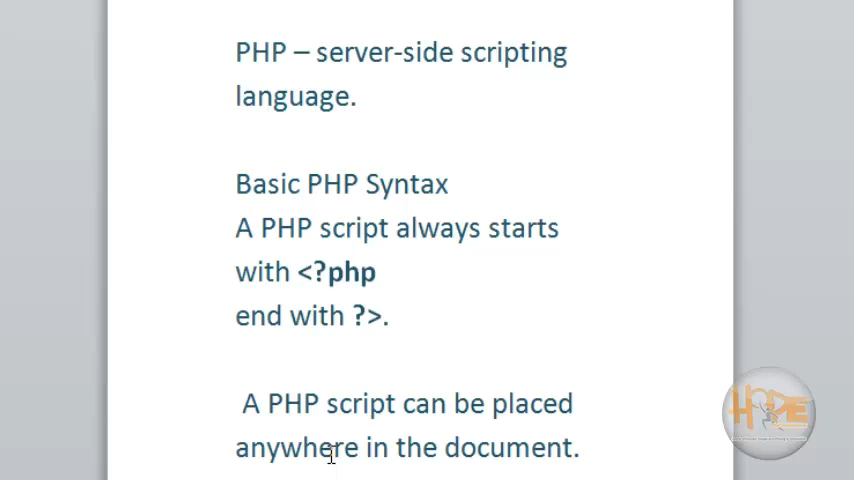 PHP – server-side scripting
language.
Basic PHP Syntax
A PHP script always starts
with <?php
end with ?>.
A PHP script can be placed
anywhere in the document.
HOPE